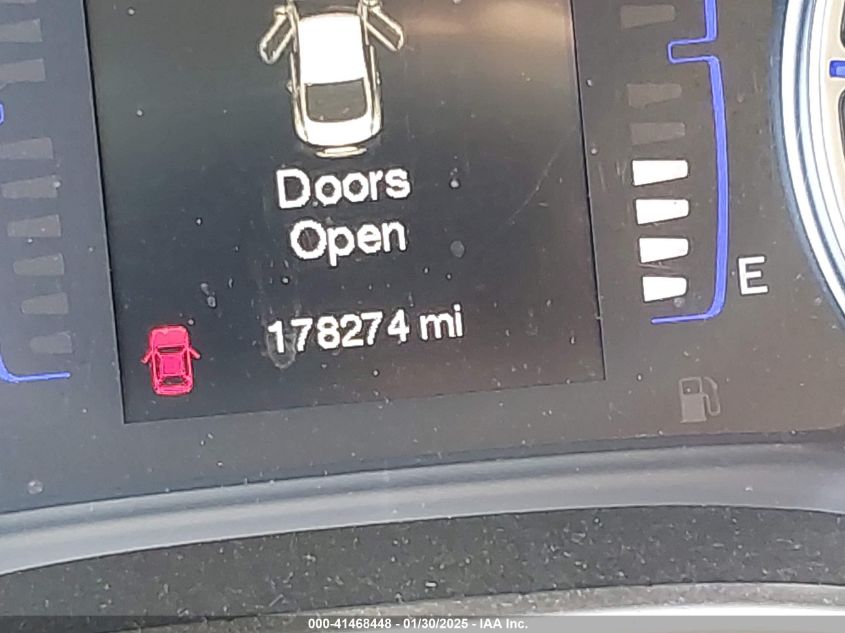 Doors
Open
178274 mi
E
000-41468448 - 01/30/2025 - IAA Inc.